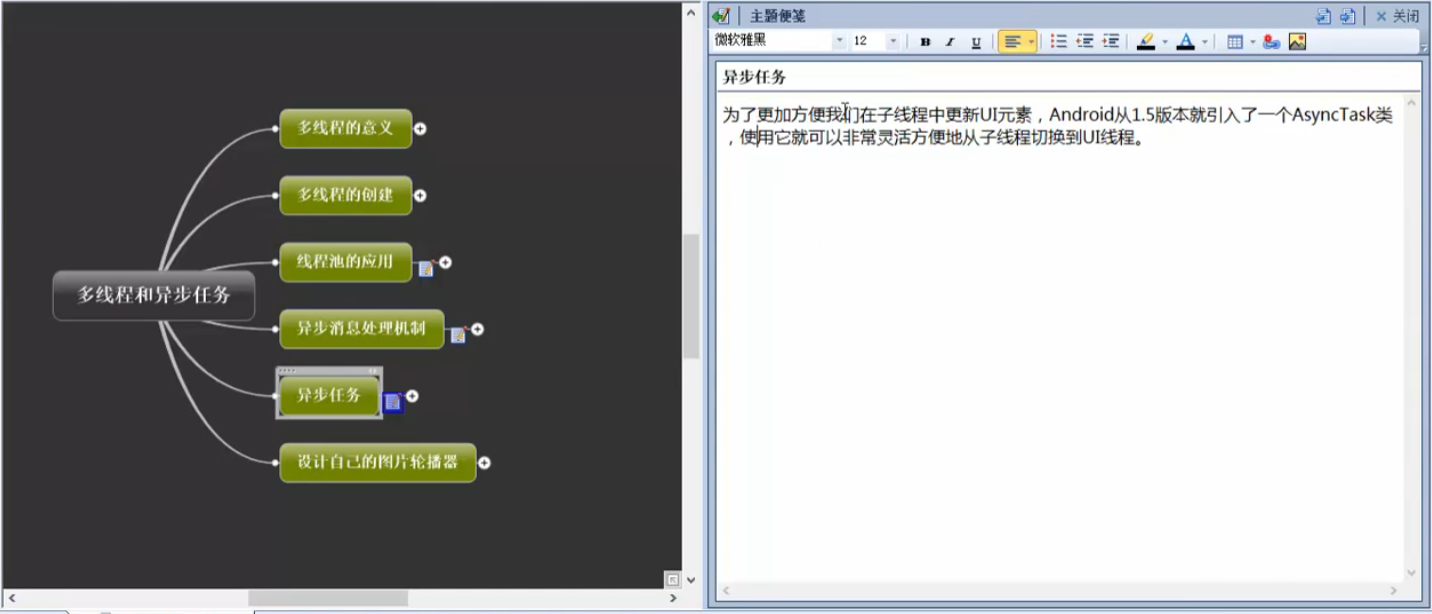 多线程的意义
多线程的创建
线程池的应用
多线程和异步任务
异步消息处理机制
异步任务
设计自己的图片轮播器
主题便笺
关闭
微软雅黑
12
B I U
A
异步任务
为了更加方便我们在子线程中更新UI元素，Android从1.5版本就引入了一个AsyncTask类
，使用它就可以非常灵活方便地从子线程切换到UI线程。